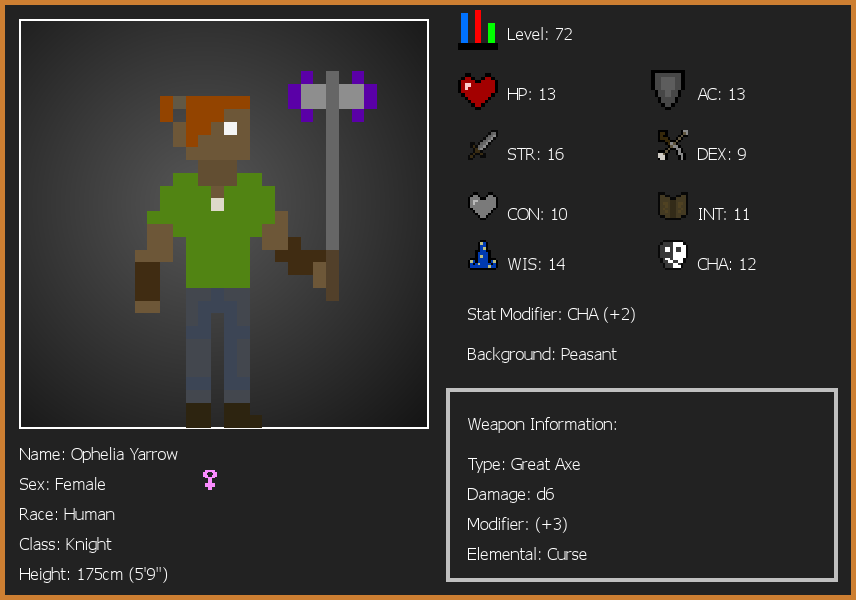 Level: 72
HP: 13
AC: 13
STR: 16
DEX: 9
CON: 10
INT: 11
WIS: 14
CHA: 12
Stat Modifier: CHA (+2)
Background: Peasant
Weapon Information:
Type: Great Axe
Damage: d6
Modifier: (+3)
Elemental: Curse
Name: Ophelia Yarrow
Sex: Female
Race: Human
Class: Knight
Height: 175cm (5'9")